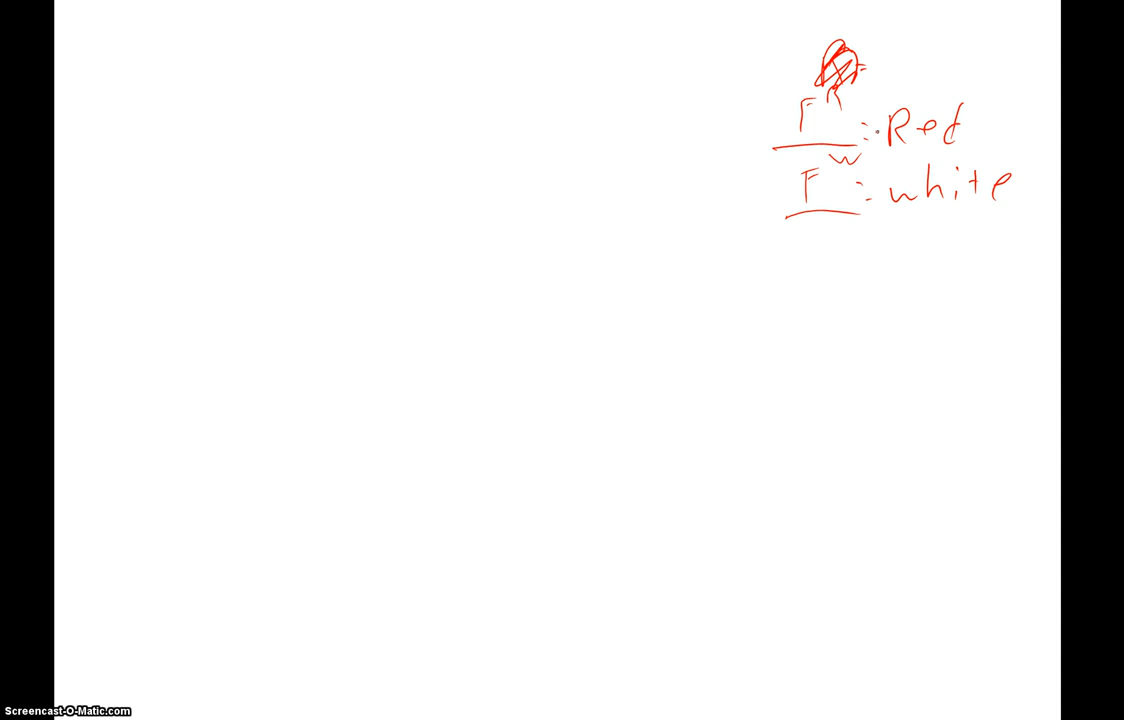 F^R = Red
F^W = white
Screencast-O-Matic.com